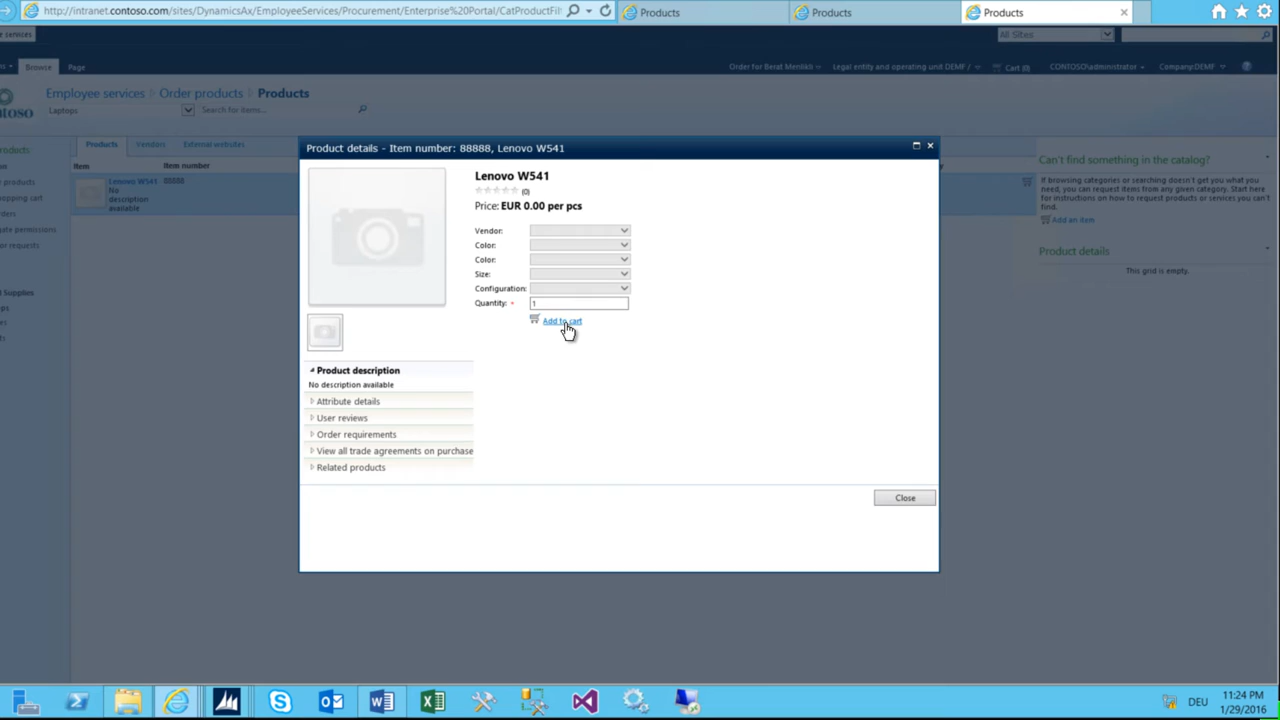 http://intranet.contoso.com/sites/DynamicsAx/EmployeeServices/Procurement/Enterprise%20Portal/CatProductFilt
Products
Products
Products
services
All Sites
Browse
Page
Order for Berat Menlikli
Legal entity and operating unit DEMF /
Cart (0)
CONTOSO\administrator
Company:DEMF
ntoso
Employee services
Order products
Products
Laptops
Search for items...
Products
Vendors
External websites
Item
Item number
Lenovo W541
No
description
available
88888
Product details - Item number: 88888, Lenovo W541
Lenovo W541
(0)
Price: EUR 0.00 per pcs
Vendor:
Color:
Color:
Size:
Configuration:
Quantity: * 1
Add to cart
Product description
No description available
Attribute details
User reviews
Order requirements
View all trade agreements on purchase
Related products
Close
Can't find something in the catalog?
If browsing categories or searching doesn't get you what you
need, you can request items from any given category. Start here
for instructions on how to request products or services you can't
find.
Add an item
Product details
This grid is empty.
DEU
11:24 PM
1/29/2016